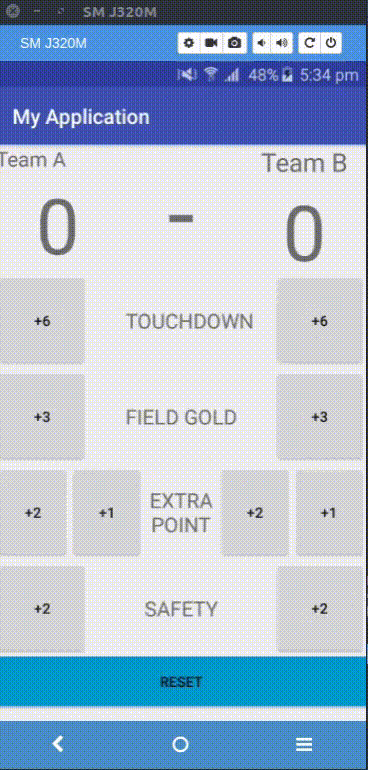 SM J320M
SM J320M
48% 5:34 pm
My Application
Team A Team B
0 - 0
+6 TOUCHDOWN +6
+3 FIELD GOLD +3
+2 +1 EXTRA POINT +2 +1
+2 SAFETY +2
RESET